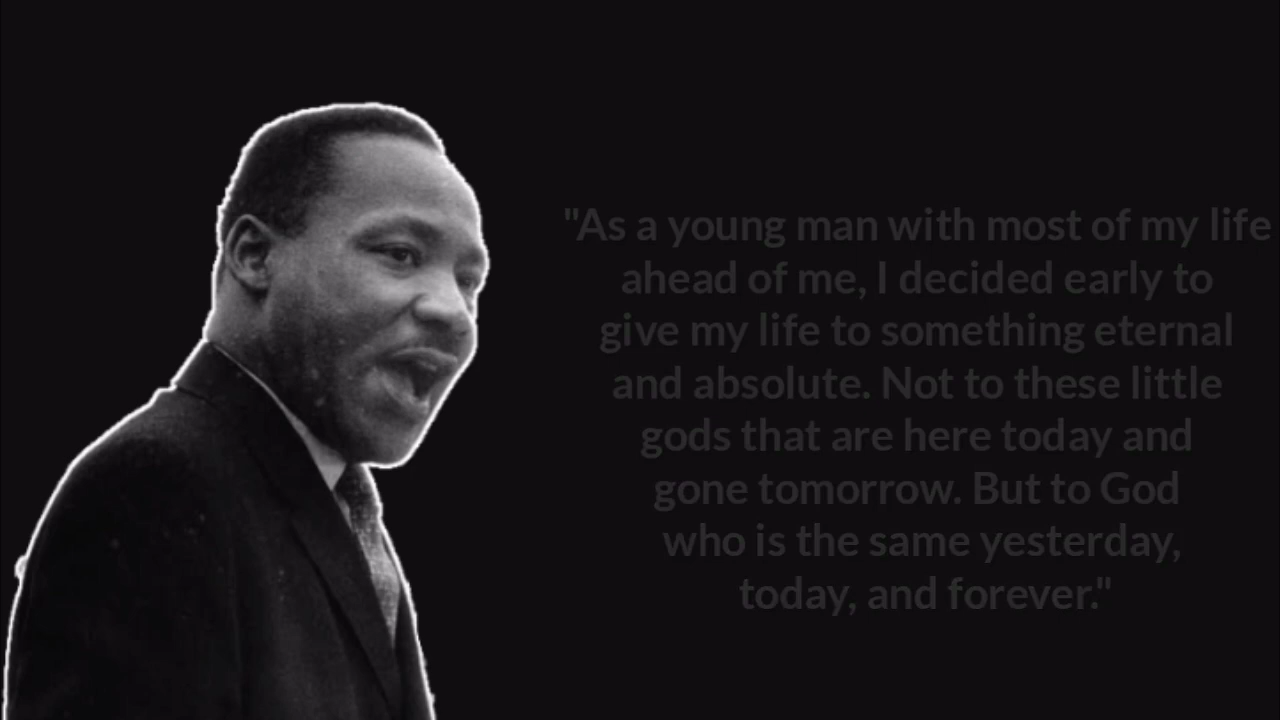 "As a young man with most of my life
ahead of me, I decided early to
give my life to something eternal
and absolute. Not to these little
gods that are here today and
gone tomorrow. But to God
who is the same yesterday,
today, and forever."